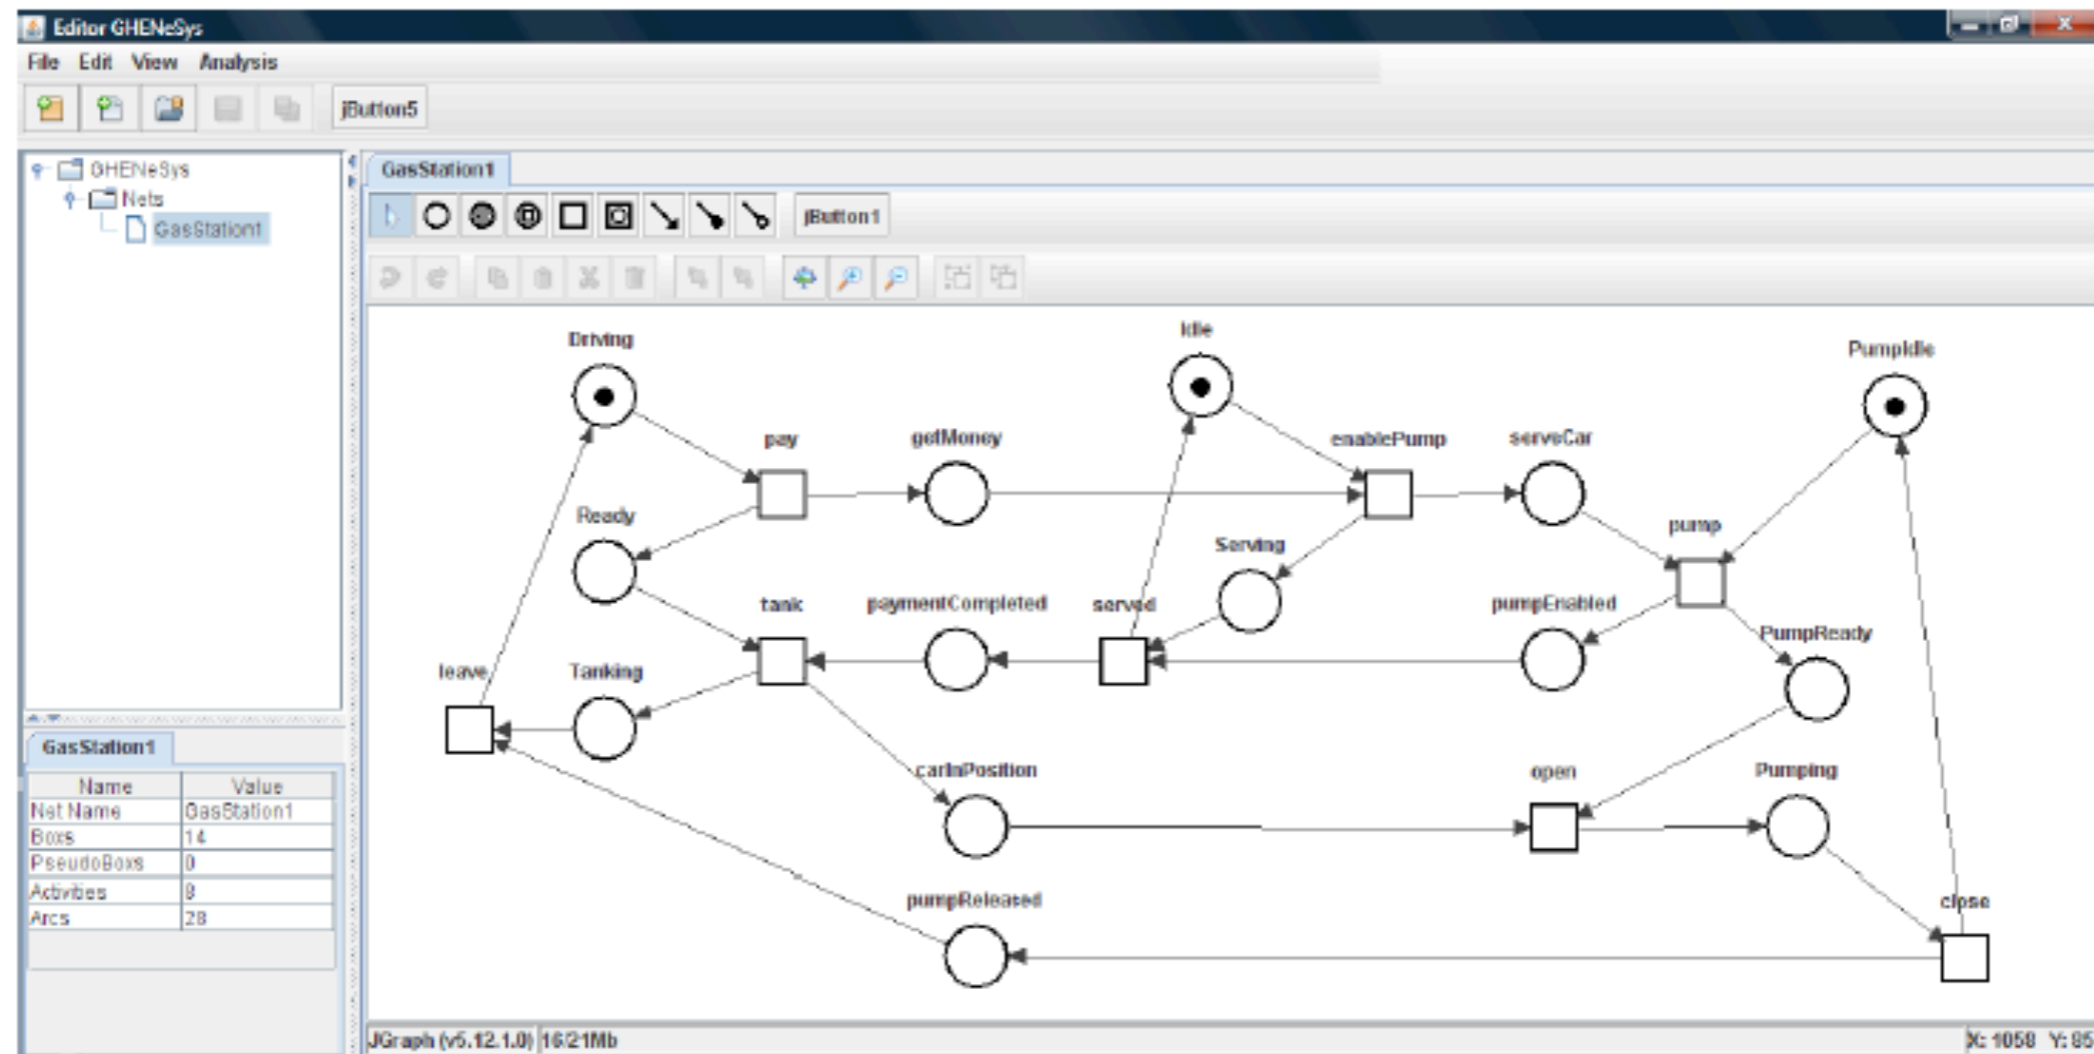 Editor GHENeSys
File Edit View Analysis
jButton5
GHENeSys
Nets
GasStation1
GasStation1
jButton1
Driving
Idle
PumpIdle
pay
getMoney
enablePump
serveCar
Ready
pump
Serving
tank
paymentCompleted
served
pumpEnabled
PumpReady
leave
Tanking
carInPosition
open
Pumping
pumpReleased
close
GasStation1
Name Value
Net Name GasStation1
Boxs 14
PseudoBoxs 0
Activities 8
Arcs 28
JGraph (v5.12.1.0) 16/21Mb
X: 1058 Y: 85